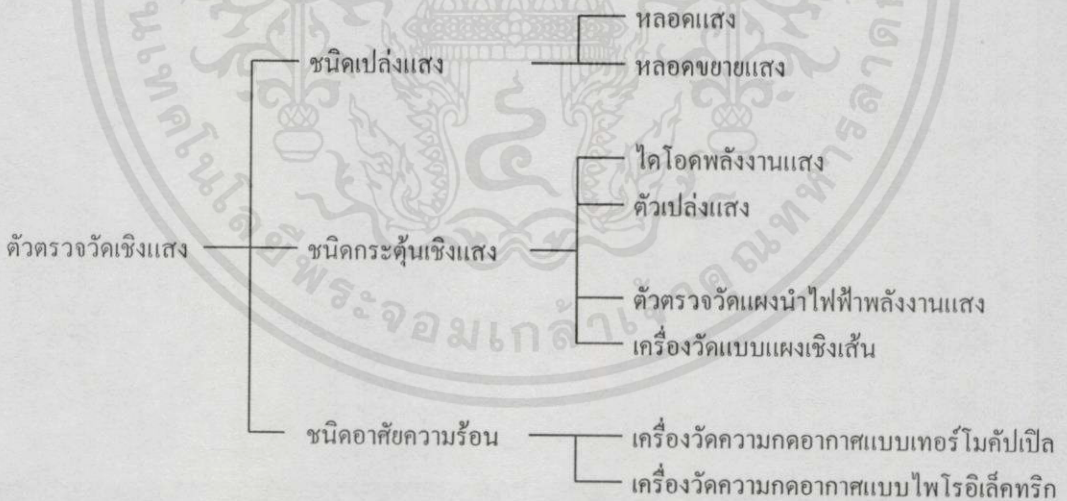 หลอดแสง
ชนิดเปล่งแสง
หลอดขยายแสง
ไดโอดพลังงานแสง
ตัวเปล่งแสง
ตัวตรวจวัดเชิงแสง
ชนิดกระตุ้นเชิงแสง
ตัวตรวจวัดแผงนำไฟฟ้าพลังงานแสง
เครื่องวัดแบบแผงเชิงเส้น
ชนิดอาศัยความร้อน
เครื่องวัดความกดอากาศแบบเทอร์โมคัปเปิล
เครื่องวัดความกดอากาศแบบไพโรอิเล็คทริก